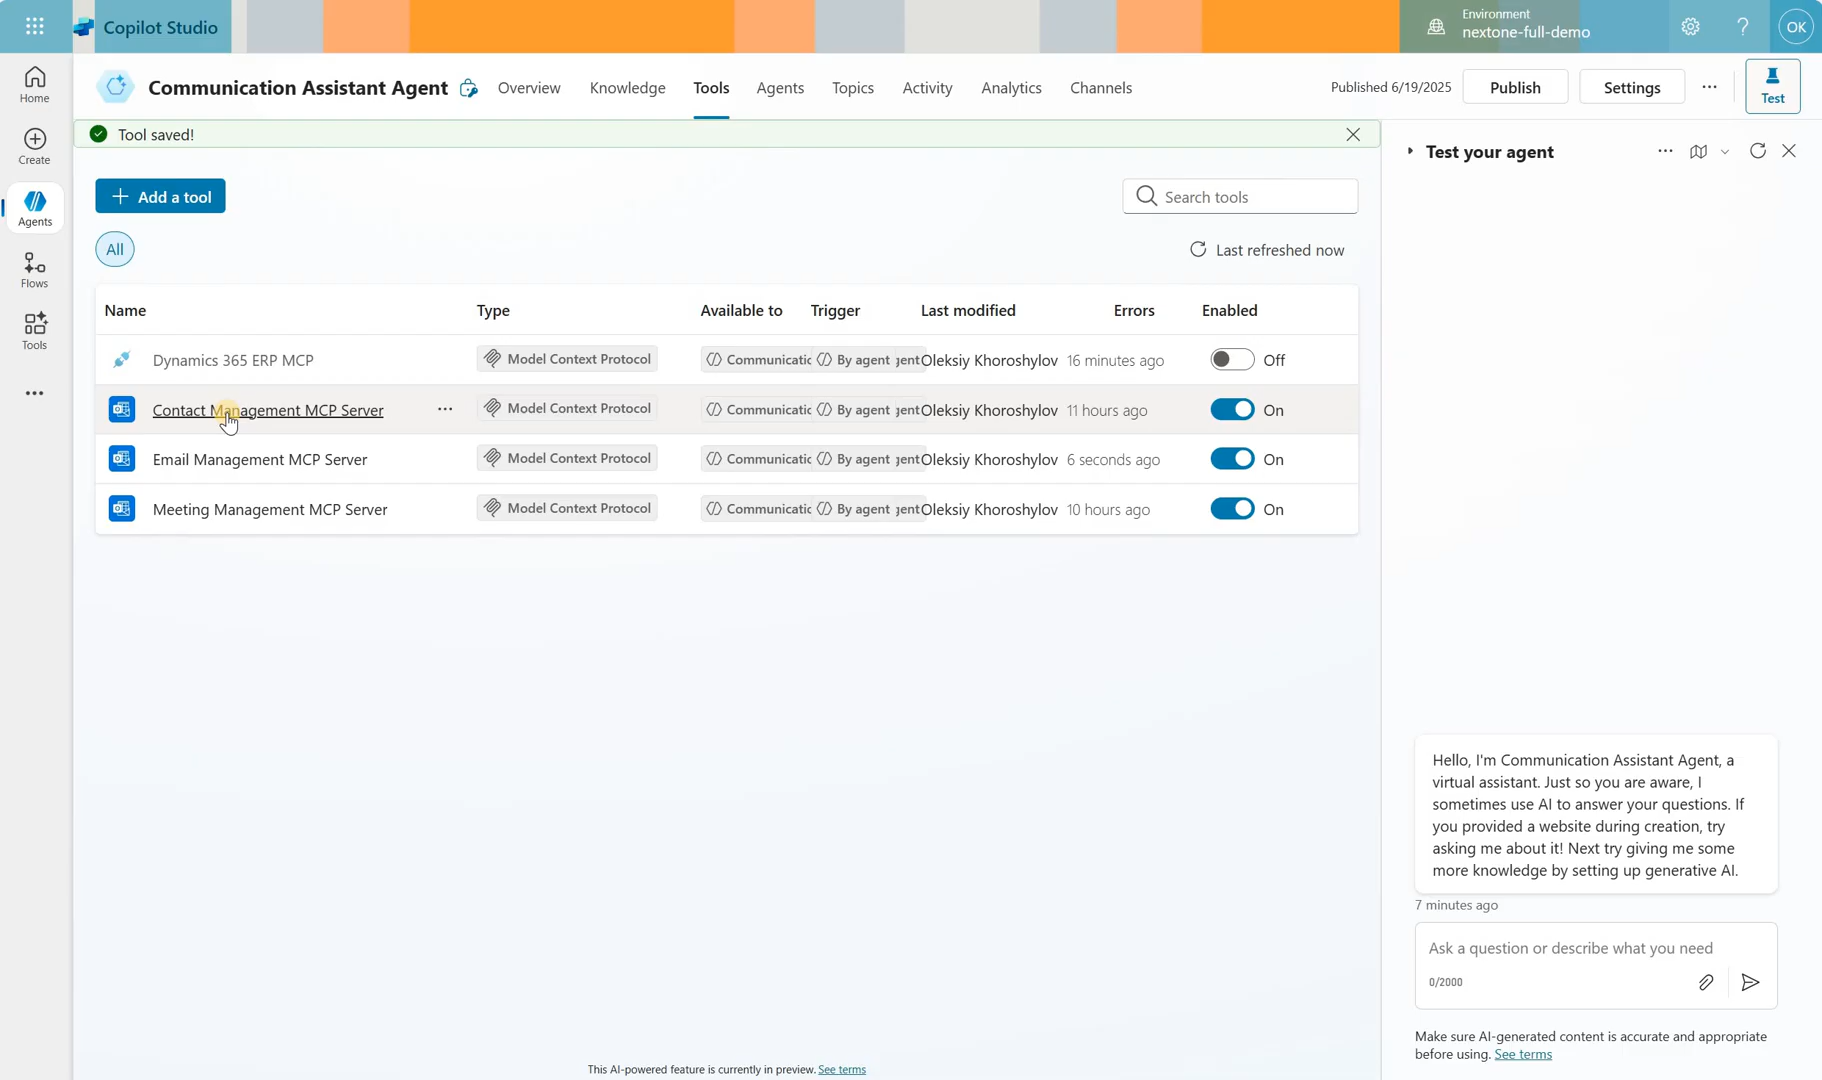 Copilot Studio
Environment
nextone-full-demo
OK
Home
Create
Agents
Flows
Tools
Communication Assistant Agent
Overview
Knowledge
Tools
Agents
Topics
Activity
Analytics
Channels
Published 6/19/2025
Publish
Settings
Test
Tool saved!
Add a tool
Search tools
All
Last refreshed now
Name Type Available to Trigger Last modified Errors Enabled
Dynamics 365 ERP MCP Model Context Protocol Communicatic By agent Oleksiy Khoroshylov 16 minutes ago Off
Contact Management MCP Server Model Context Protocol Communicatic By agent Oleksiy Khoroshylov 11 hours ago On
Email Management MCP Server Model Context Protocol Communicatic By agent Oleksiy Khoroshylov 6 seconds ago On
Meeting Management MCP Server Model Context Protocol Communicatic By agent Oleksiy Khoroshylov 10 hours ago On
This AI-powered feature is currently in preview. See terms
Test your agent
Hello, I'm Communication Assistant Agent, a
virtual assistant. Just so you are aware, I
sometimes use AI to answer your questions. If
you provided a website during creation, try
asking me about it! Next try giving me some
more knowledge by setting up generative AI.
7 minutes ago
Ask a question or describe what you need
0/2000
Make sure AI-generated content is accurate and appropriate
before using. See terms